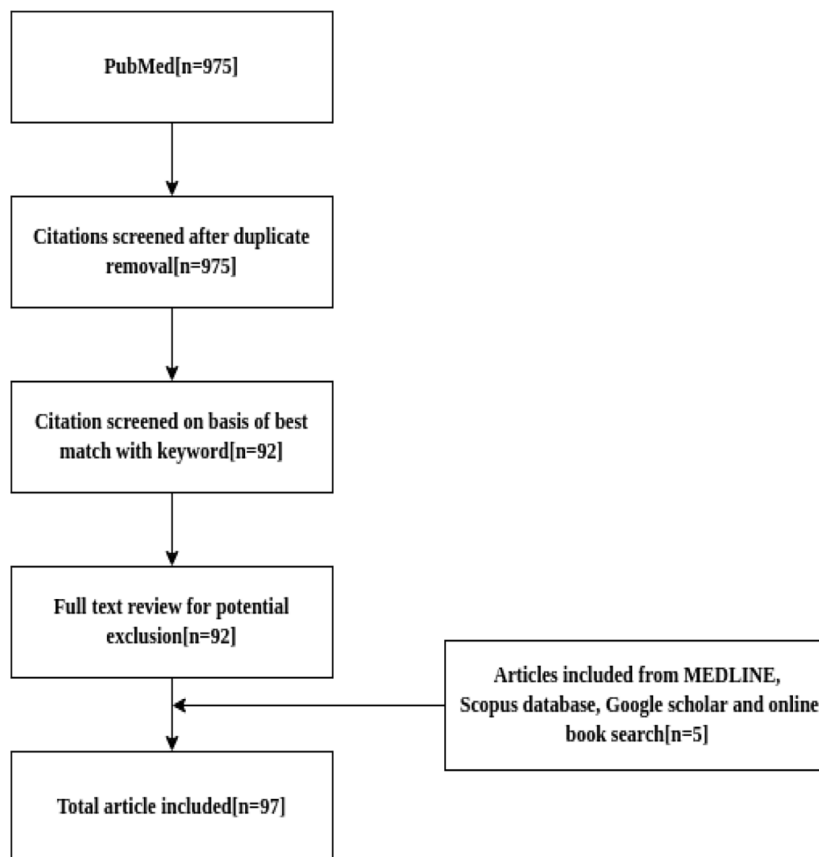 PubMed[n=975]
Citations screened after duplicate
removal[n=975]
Citation screened on basis of best
match with keyword[n=92]
Full text review for potential
exclusion[n=92]
Articles included from MEDLINE,
Scopus database, Google scholar and online
book search[n=5]
Total article included[n=97]